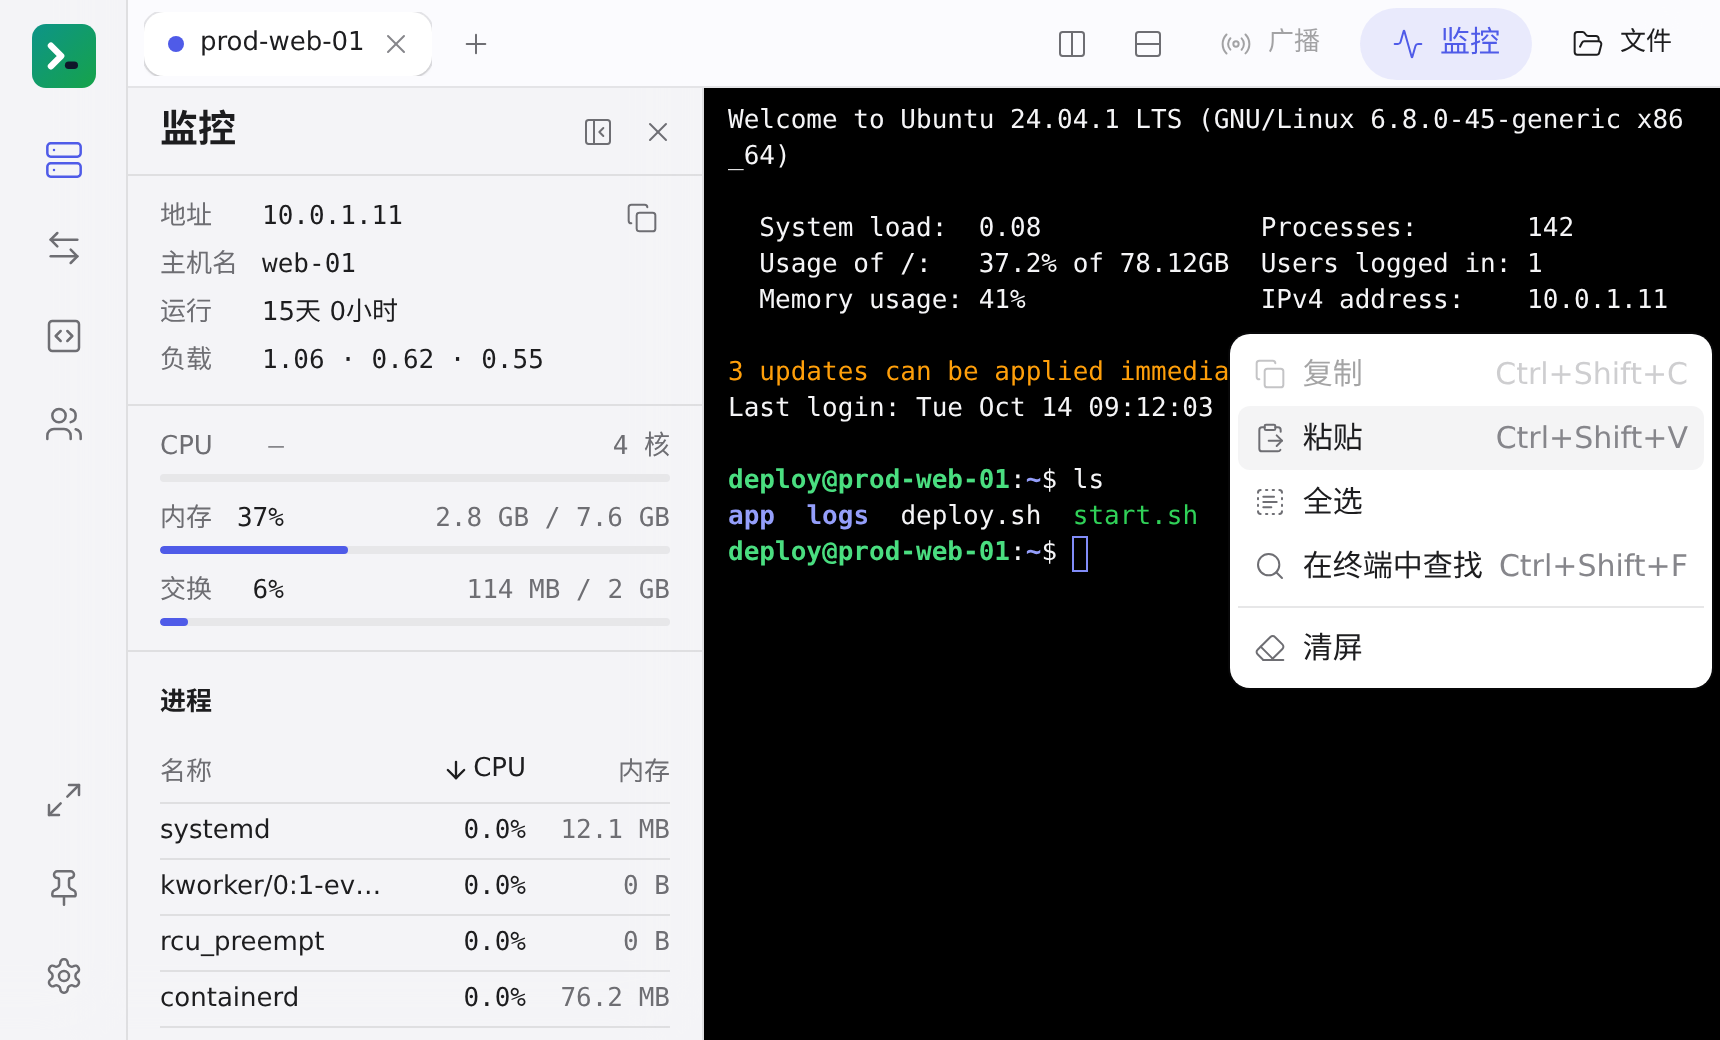 prod-web-01
广播
监控
文件
监控
地址 10.0.1.11
主机名 web-01
运行 15天 0小时
负载 1.06 · 0.62 · 0.55
CPU – 4 核
内存 37% 2.8 GB / 7.6 GB
交换 6% 114 MB / 2 GB
进程
名称 ↓ CPU 内存
systemd 0.0% 12.1 MB
kworker/0:1-ev… 0.0% 0 B
rcu_preempt 0.0% 0 B
containerd 0.0% 76.2 MB
Welcome to Ubuntu 24.04.1 LTS (GNU/Linux 6.8.0-45-generic x86
_64)
System load: 0.08 Processes: 142
Usage of /: 37.2% of 78.12GB Users logged in: 1
Memory usage: 41% IPv4 address: 10.0.1.11
3 updates can be applied immedia
Last login: Tue Oct 14 09:12:03
deploy@prod-web-01:~$ ls
app logs deploy.sh start.sh
deploy@prod-web-01:~$
复制 Ctrl+Shift+C
粘贴 Ctrl+Shift+V
全选
在终端中查找 Ctrl+Shift+F
清屏